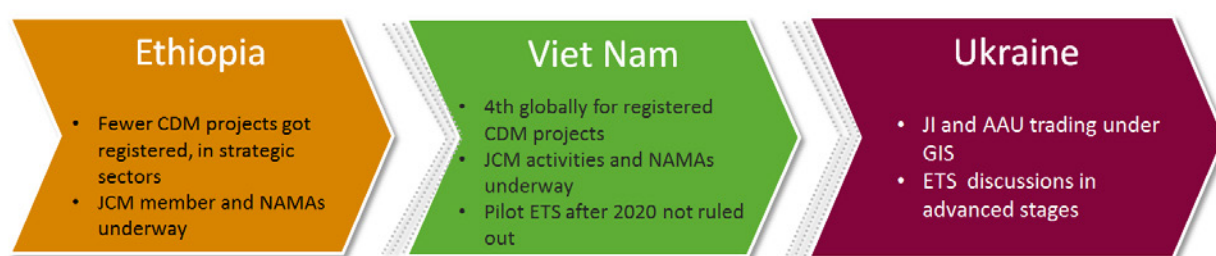 Ethiopia
• Fewer CDM projects got
registered, in strategic
sectors
• JCM member and NAMAs
underway
Viet Nam
• 4th globally for registered
CDM projects
• JCM activities and NAMAs
underway
• Pilot ETS after 2020 not ruled
out
Ukraine
• JI and AAU trading under
GIS
• ETS discussions in
advanced stages